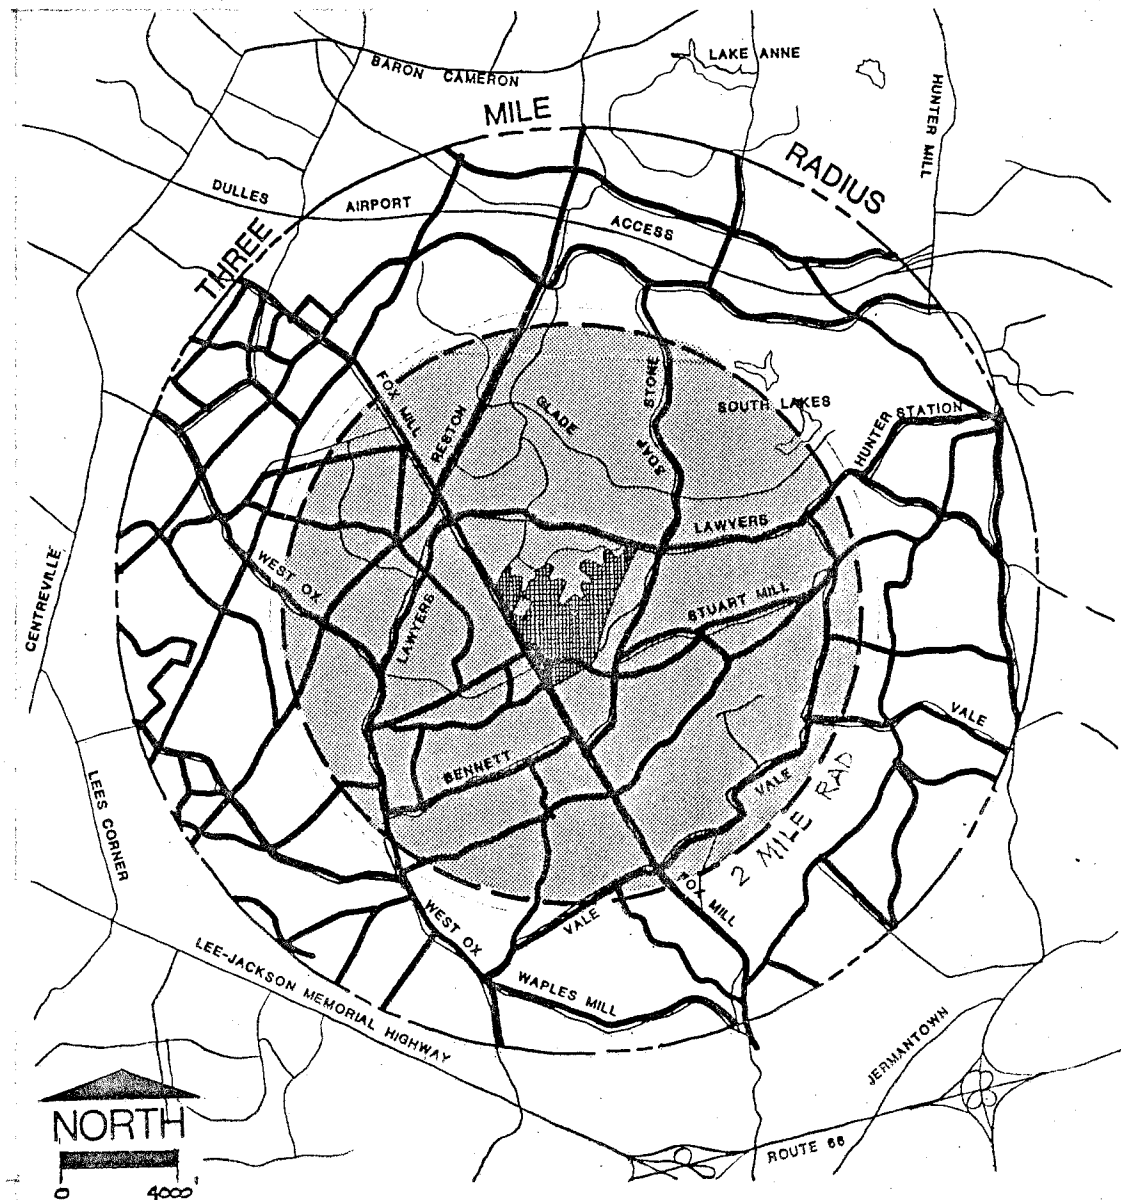 LAKE ANNE
BARON CAMERON
HUNTER MILL
MILE
RADIUS
THREE
DULLES
AIRPORT
ACCESS
FOX MILL
RESTON
GLADE
STONE
SOAP
SOUTH LAKES
HUNTER STATION
LAWYERS
WEST OX
CENTREVILLE
LAWYERS
STUART MILL
VALE
BENNETT
VALE
2 MILE RAD
LEES CORNER
FOX MILL
WEST OX
VALE
WAPLES MILL
LEE-JACKSON MEMORIAL HIGHWAY
JERMANTOWN
ROUTE 66
NORTH
0 4000'